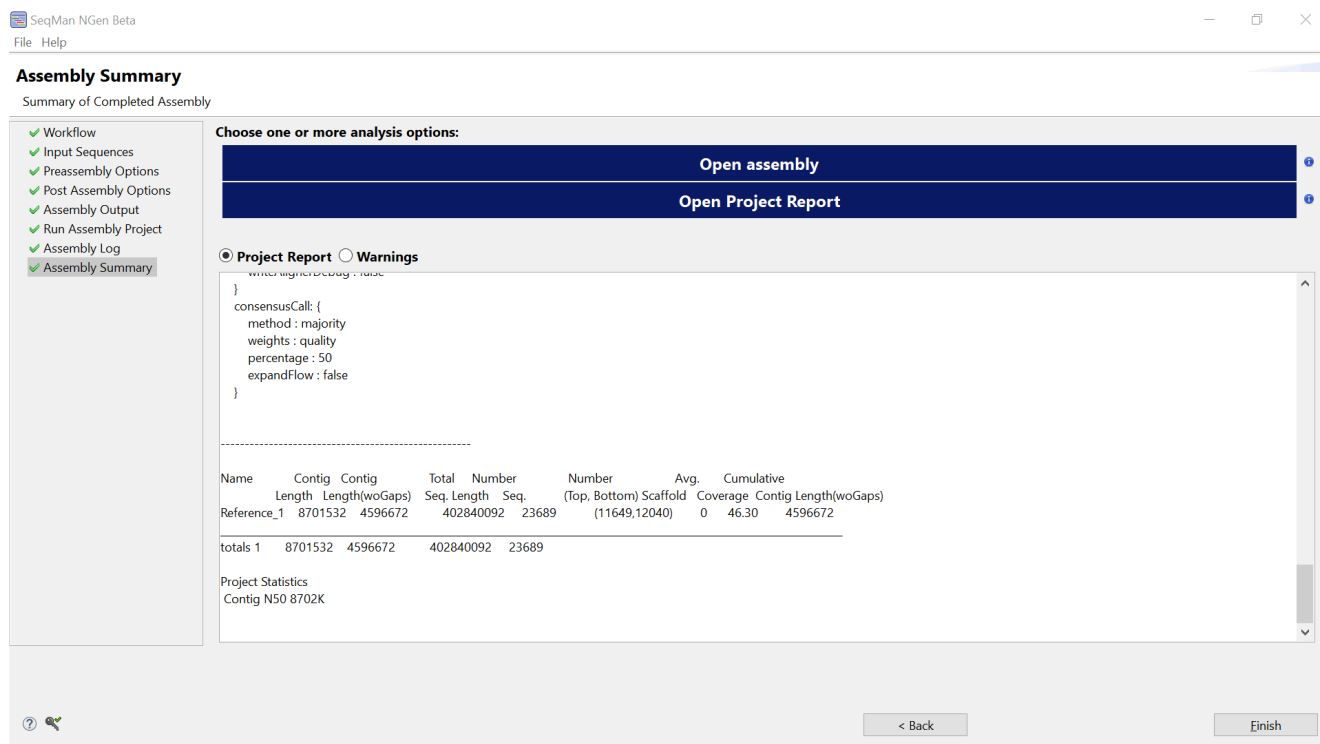 SeqMan NGen Beta
File Help
Assembly Summary
Summary of Completed Assembly
Workflow
Input Sequences
Preassembly Options
Post Assembly Options
Assembly Output
Run Assembly Project
Assembly Log
Assembly Summary
Choose one or more analysis options:
Open assembly
Open Project Report
Project Report Warnings
writeAlignerDebug : false
}
consensusCall: {
method : majority
weights : quality
percentage : 50
expandFlow : false
}
--------------------------------------------------
Name Contig Contig Total Number Number Avg. Cumulative
Length Length(woGaps) Seq. Length Seq. (Top, Bottom) Scaffold Coverage Contig Length(woGaps)
Reference_1 8701532 4596672 402840092 23689 (11649,12040) 0 46.30 4596672
totals 1 8701532 4596672 402840092 23689
Project Statistics
Contig N50 8702K
< Back
Finish